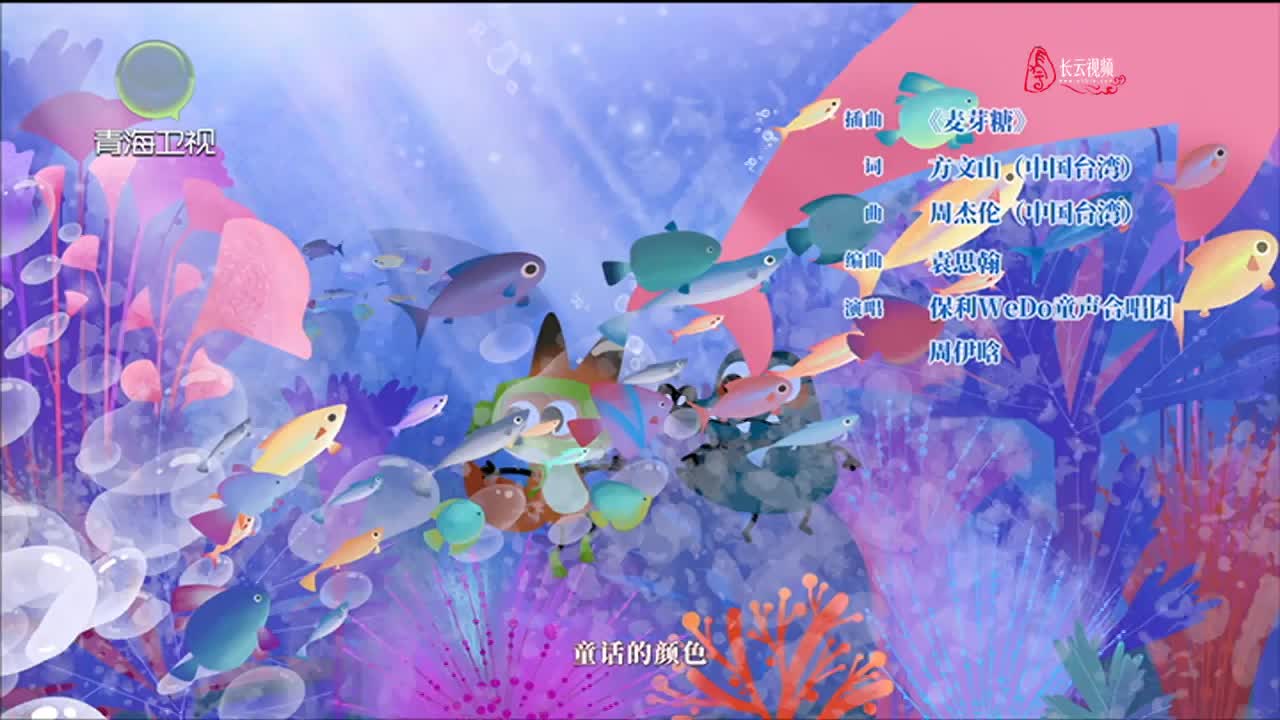 青海卫视
长云视频
插曲 《麦芽糖》
词 方文山（中国台湾）
曲 周杰伦（中国台湾）
编曲 袁思翰
演唱 保利WeDo童声合唱团
周伊晗
童话的颜色